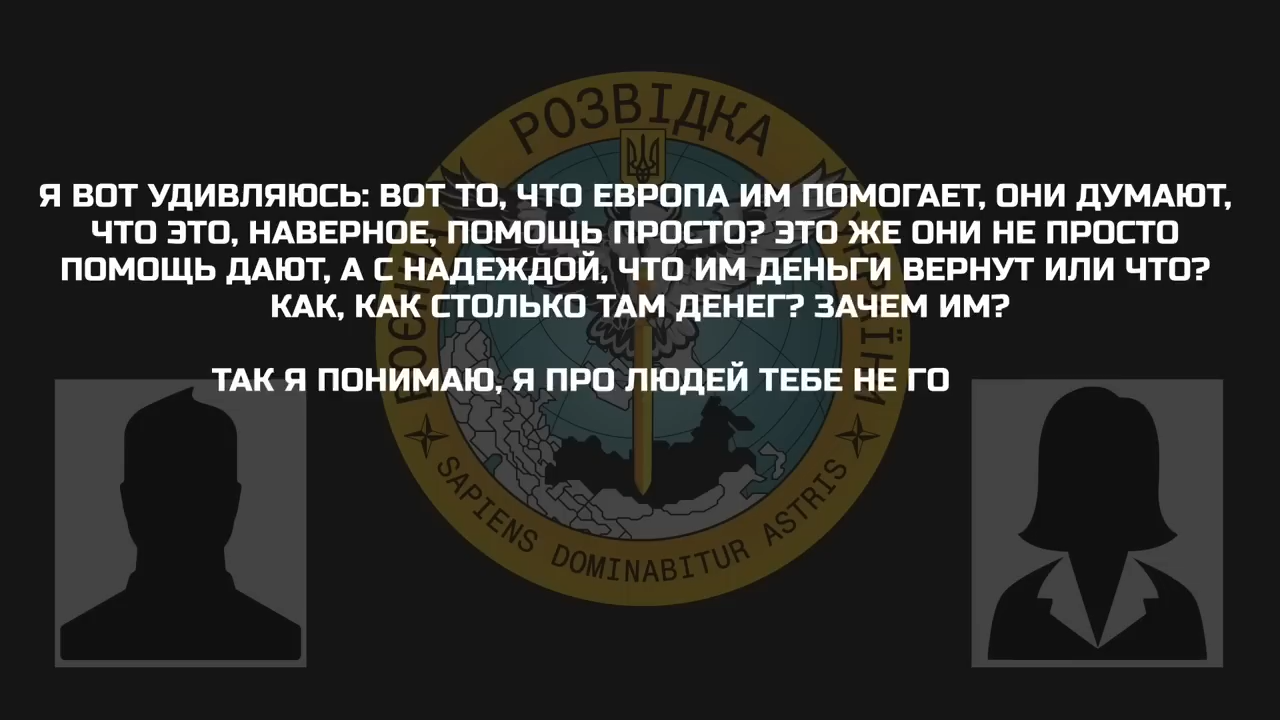 РОЗВІДКА
Я ВОТ УДИВЛЯЮСЬ: ВОТ ТО, ЧТО ЕВРОПА ИМ ПОМОГАЕТ, ОНИ ДУМАЮТ,
ЧТО ЭТО, НАВЕРНОЕ, ПОМОЩЬ ПРОСТО? ЭТО ЖЕ ОНИ НЕ ПРОСТО
ПОМОЩЬ ДАЮТ, А С НАДЕЖДОЙ, ЧТО ИМ ДЕНЬГИ ВЕРНУТ ИЛИ ЧТО?
КАК, КАК СТОЛЬКО ТАМ ДЕНЕГ? ЗАЧЕМ ИМ?
ТАК Я ПОНИМАЮ, Я ПРО ЛЮДЕЙ ТЕБЕ НЕ ГО
SAPIENS DOMINABITUR ASTRIS